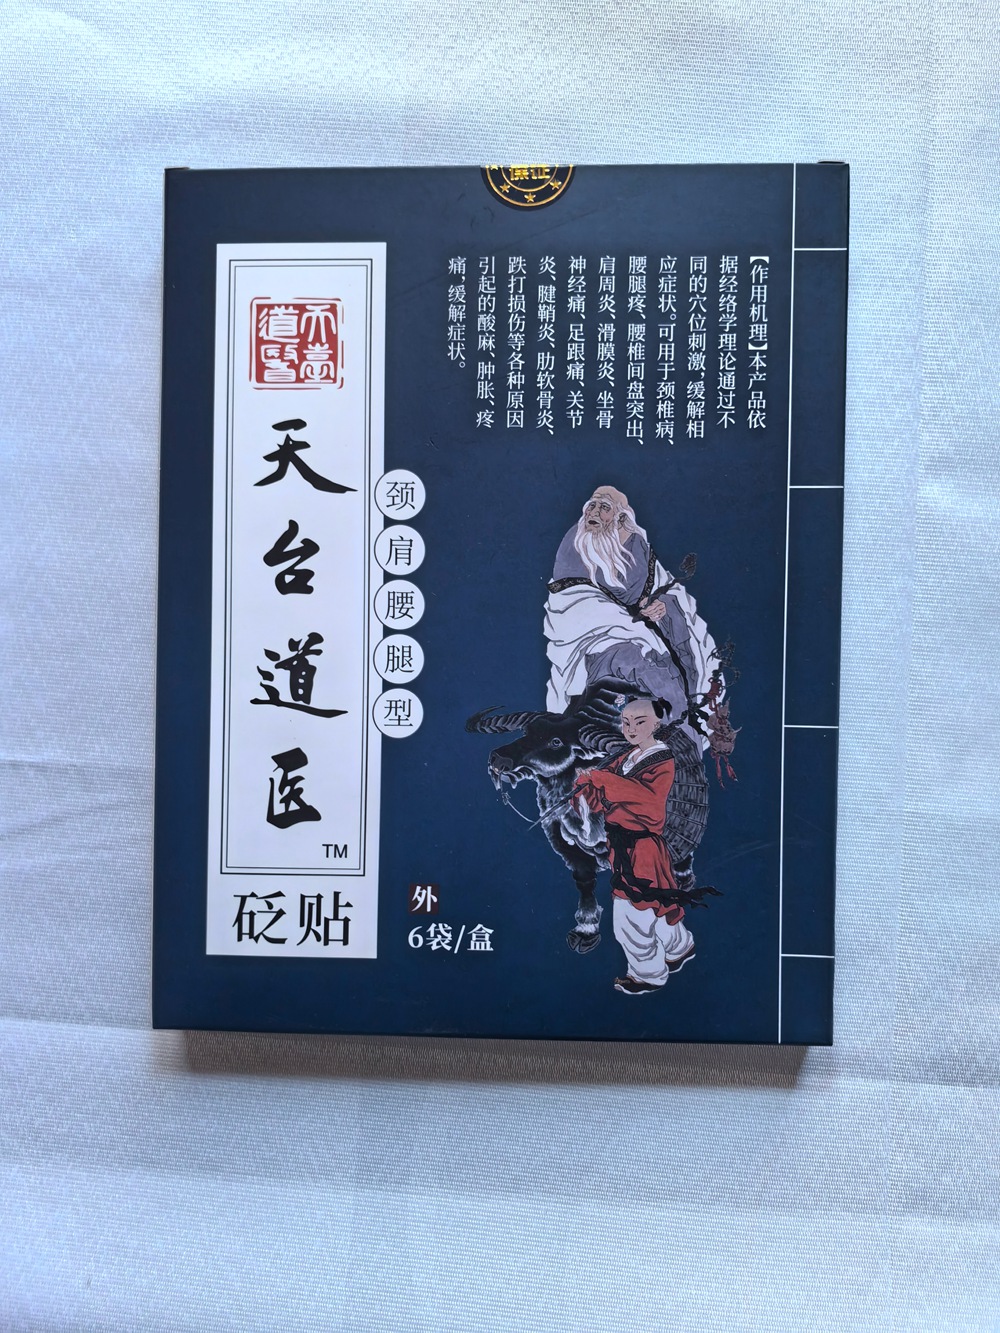 保证
【作用机理】本产品依
据经络学理论通过不
同的穴位刺激,缓解相
应症状。可用于颈椎病、
腰腿疼、腰椎间盘突出、
肩周炎、滑膜炎、坐骨
神经痛、足跟痛、关节
炎、腱鞘炎、肋软骨炎、
跌打损伤等各种原因
引起的酸麻、肿胀、疼
痛,缓解症状。
天臺
道醫
天台道医
TM
砭贴
颈肩腰腿型
外
6袋/盒